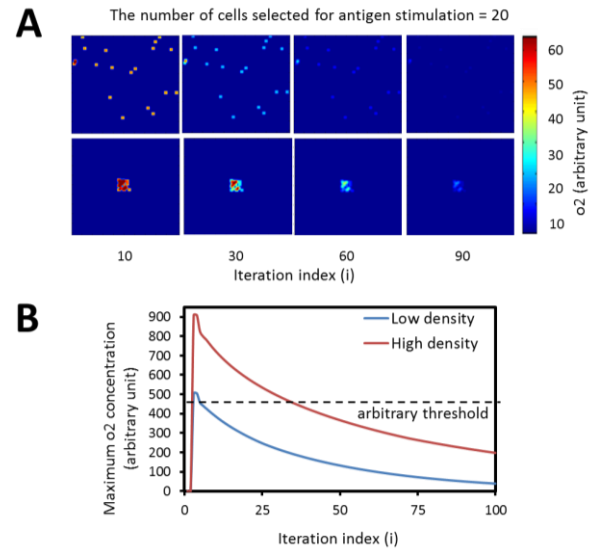 A
The number of cells selected for antigen stimulation = 20
60
50
40
30
20
10
o2 (arbitrary unit)
10 30 60 90
Iteration index (i)
B
Maximum o2 concentration
(arbitrary unit)
900
800
700
600
500
400
300
200
100
0
Low density
High density
arbitrary threshold
0 25 50 75 100
Iteration index (i)